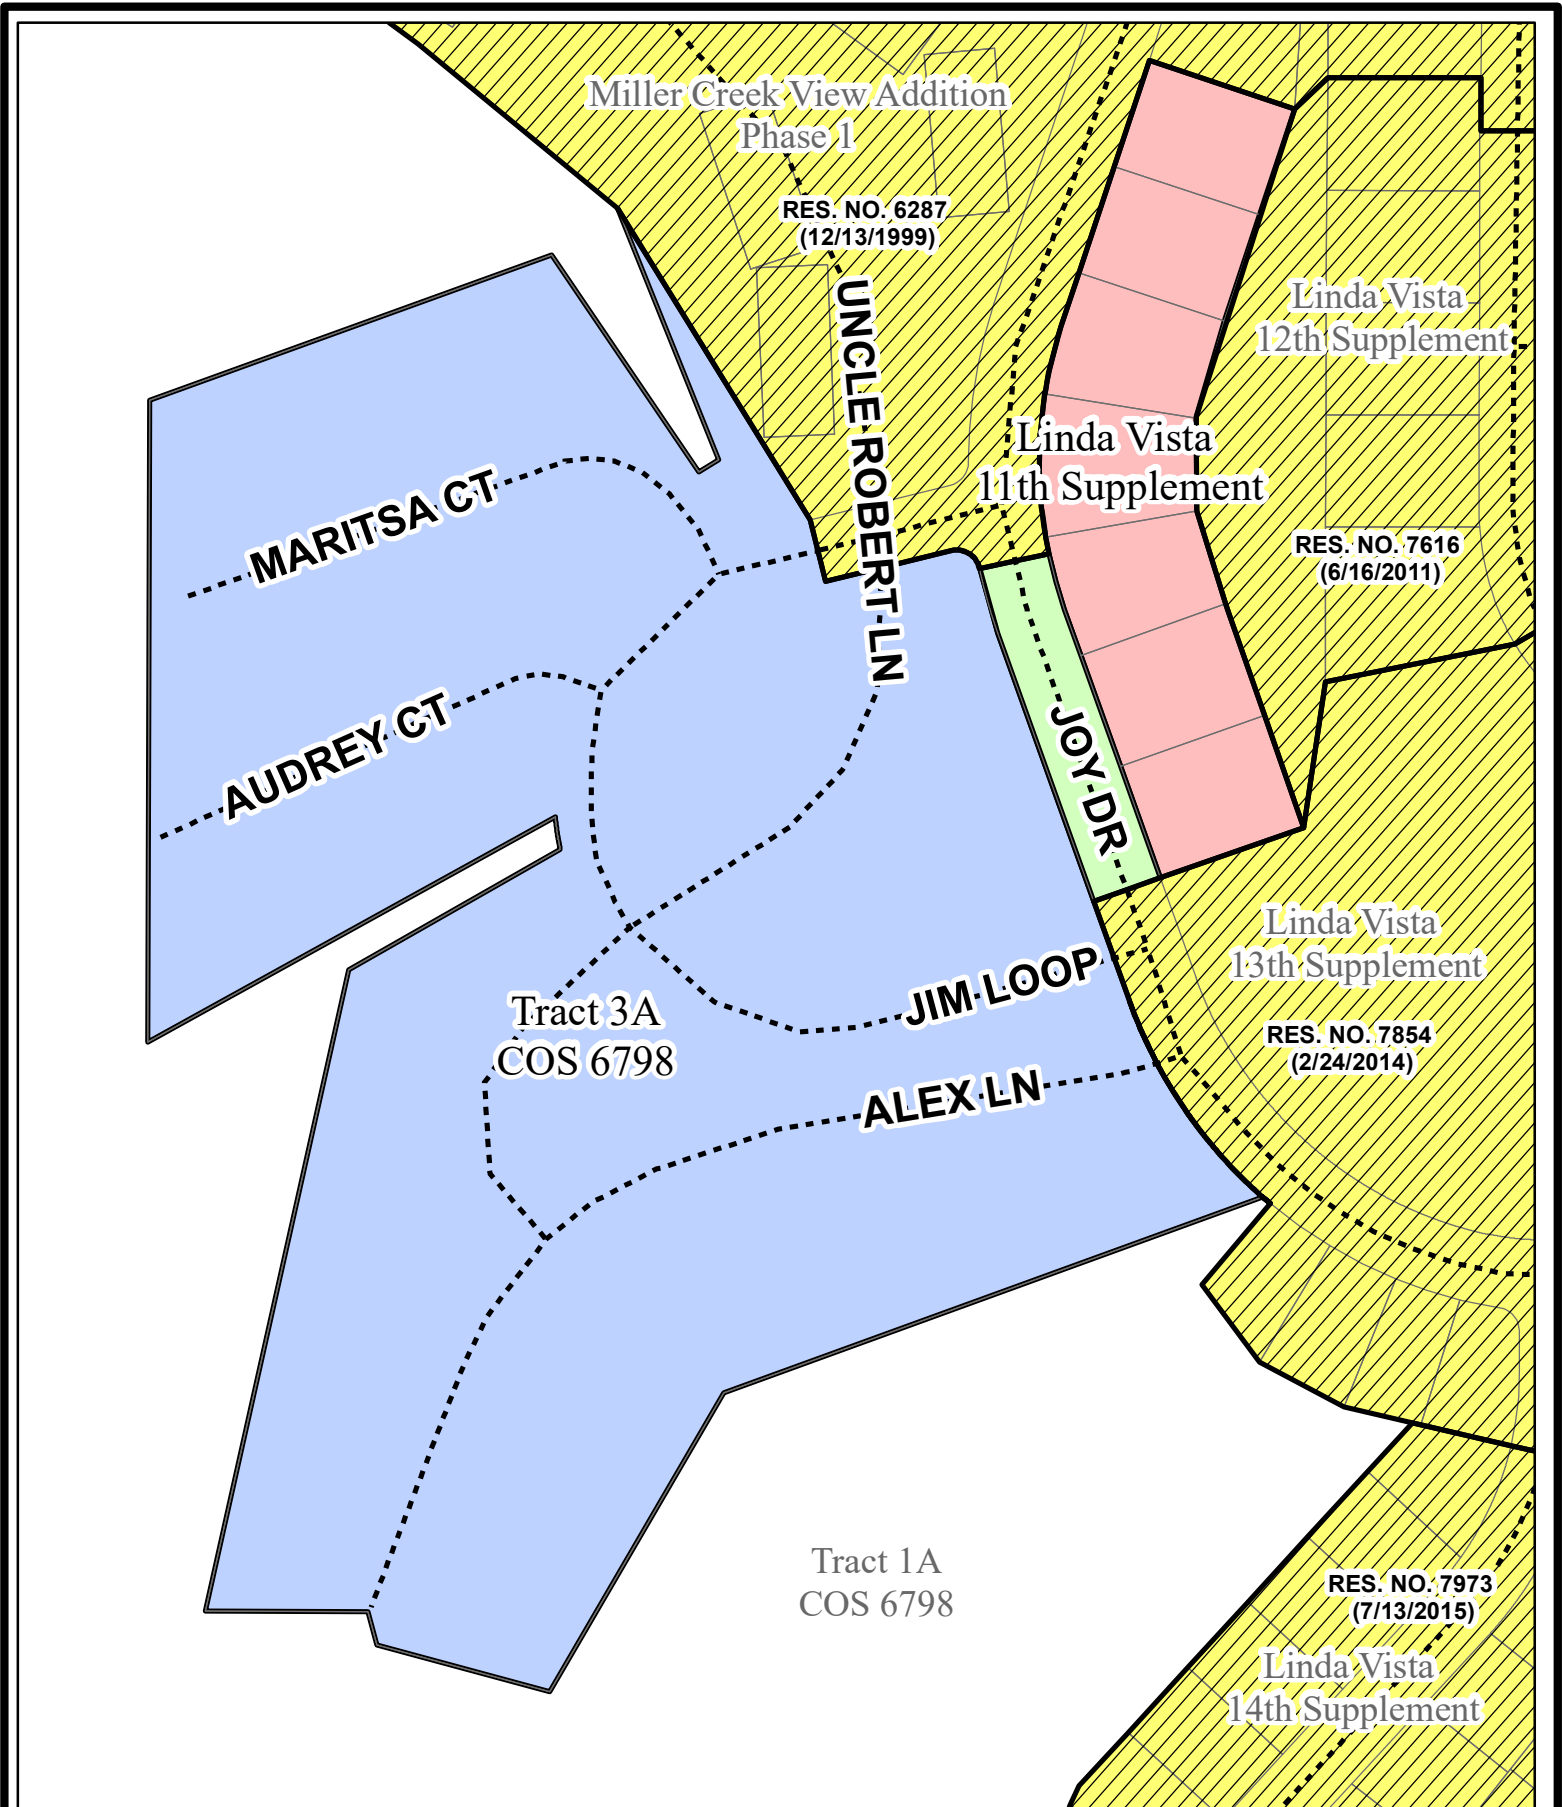 Miller Creek View Addition
Phase 1
RES. NO. 6287
(12/13/1999)
UNCLE ROBERT LN
Linda Vista
12th Supplement
Linda Vista
11th Supplement
MARITSA CT
RES. NO. 7616
(6/16/2011)
AUDREY CT
JOY DR
Linda Vista
13th Supplement
JIM LOOP
Tract 3A
COS 6798
RES. NO. 7854
(2/24/2014)
ALEX LN
Tract 1A
COS 6798
RES. NO. 7973
(7/13/2015)
Linda Vista
14th Supplement